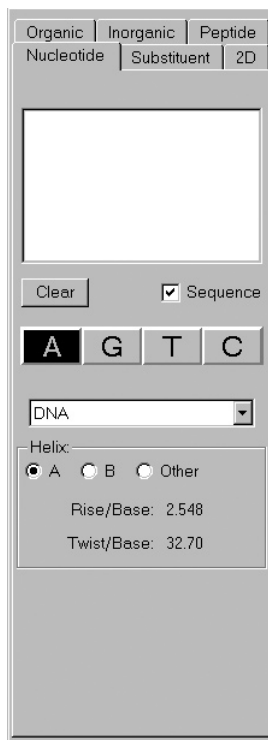 Organic Inorganic Peptide
Nucleotide Substituent 2D
Clear Sequence
A G T C
DNA
Helix:
A B Other
Rise/Base: 2.548
Twist/Base: 32.70